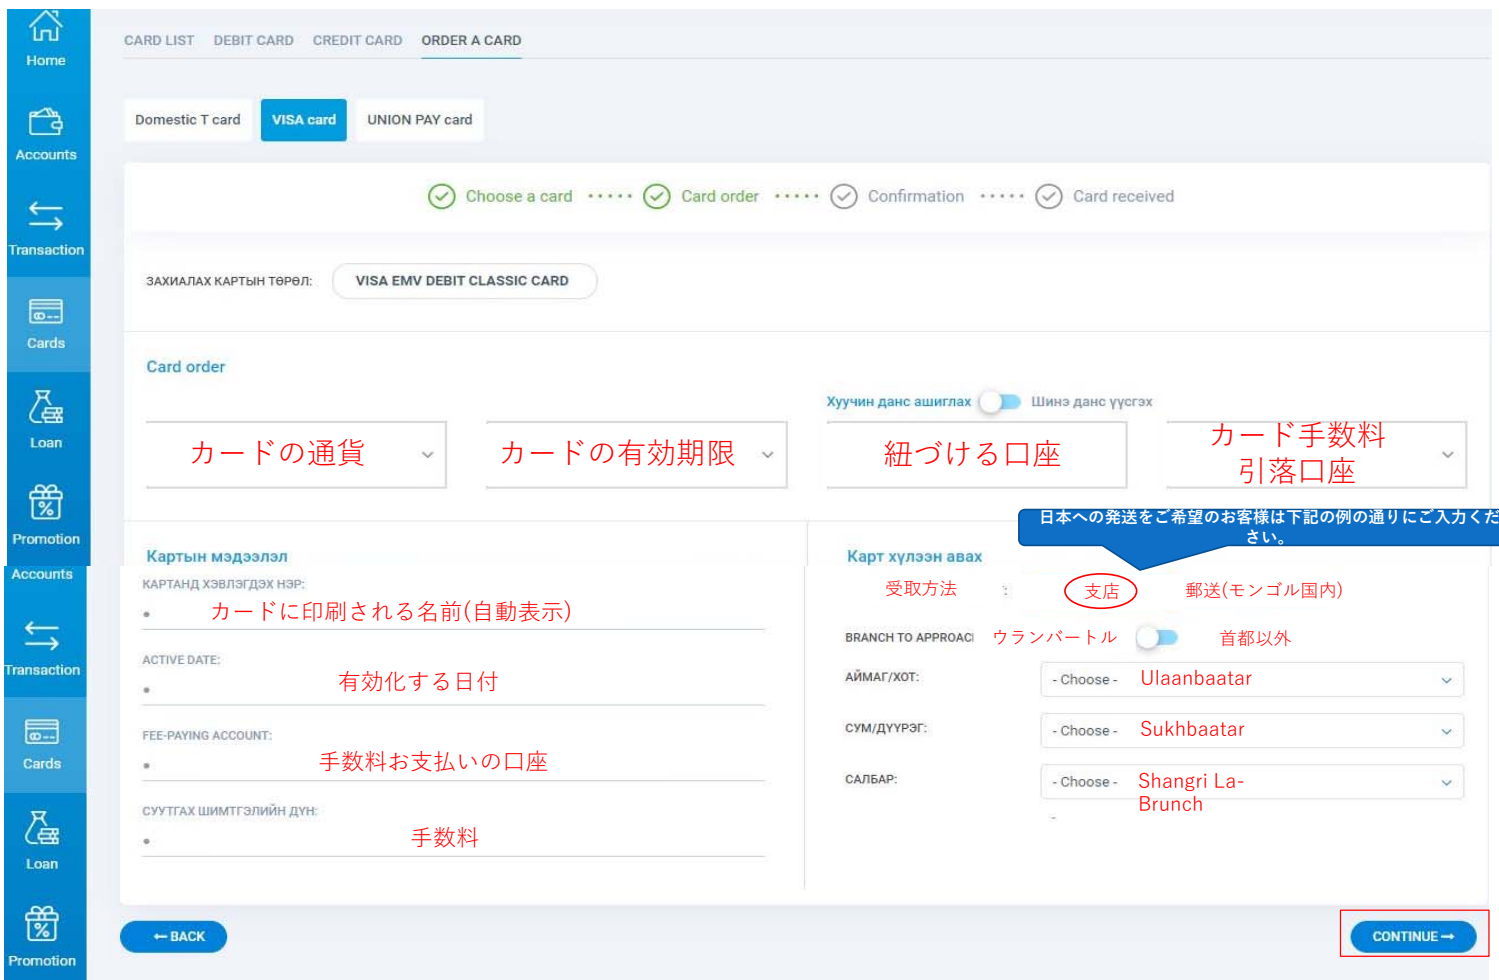 Home
Accounts
Transaction
Cards
Loan
Promotion
Accounts
Transaction
Cards
Loan
Promotion
CARD LIST DEBIT CARD CREDIT CARD ORDER A CARD
Domestic T card VISA card UNION PAY card
Choose a card Card order Confirmation Card received
ЗАХИАЛАХ КАРТЫН ТӨРӨЛ: VISA EMV DEBIT CLASSIC CARD
Card order
Хуучин данс ашиглах Шинэ данс үүсгэх
カードの通貨
カードの有効期限
紐づける口座
カード手数料
引落口座
日本への発送をご希望のお客様は下記の例の通りにご入力くだ
さい。
Картын мэдээлэл
КАРТАНД ХЭВЛЭГДЭХ НЭР:
カードに印刷される名前(自動表示)
ACTIVE DATE:
有効化する日付
FEE-PAYING ACCOUNT:
手数料お支払いの口座
СУУТГАХ ШИМТГЭЛИЙН ДҮН:
手数料
Карт хүлээн авах
受取方法 : 支店 郵送(モンゴル国内)
BRANCH TO APPROAC ウランバートル 首都以外
АЙМАГ/ХОТ: - Choose - Ulaanbaatar
СУМ/ДҮҮРЭГ: - Choose - Sukhbaatar
САЛБАР: - Choose - Shangri La-
Brunch
-
← BACK
CONTINUE →